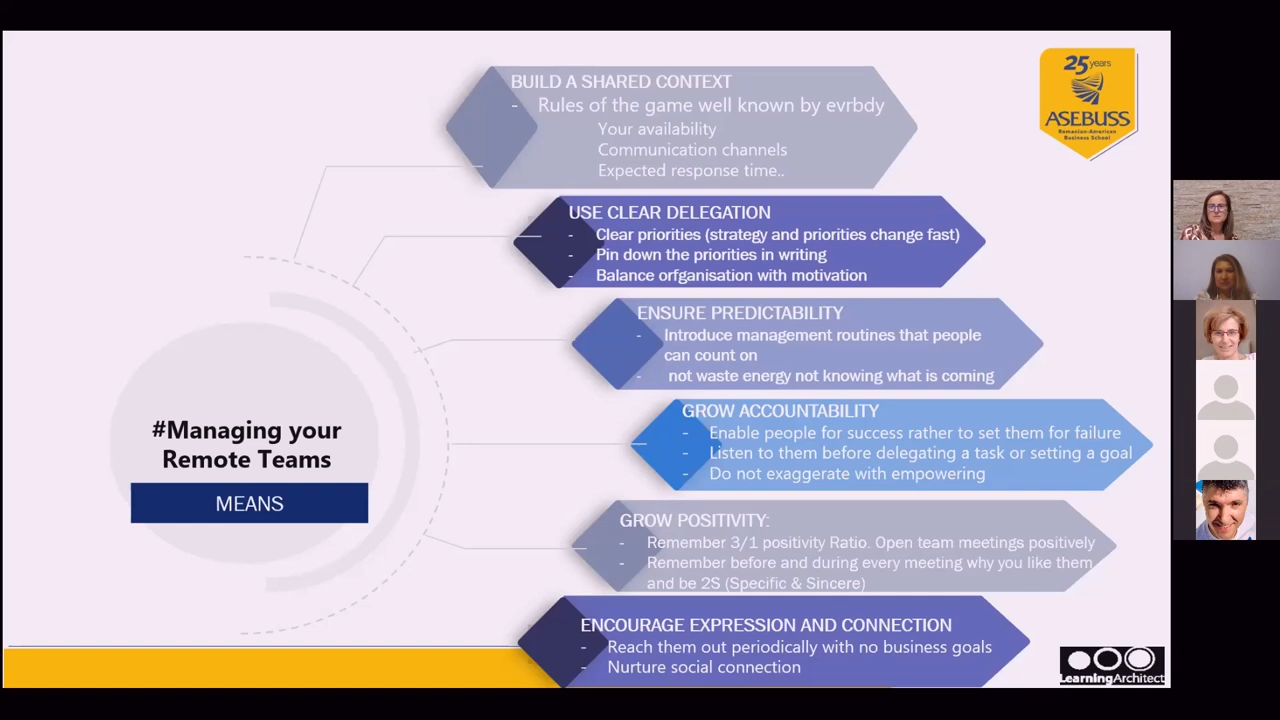 BUILD A SHARED CONTEXT
- Rules of the game well known by evrbdy
Your availability
Communication channels
Expected response time..
25 years
ASEBUSS
Romanian-American
Business School
USE CLEAR DELEGATION
- Clear priorities (strategy and priorities change fast)
- Pin down the priorities in writing
- Balance orfganisation with motivation
ENSURE PREDICTABILITY
- Introduce management routines that people
can count on
- not waste energy not knowing what is coming
#Managing your
Remote Teams
MEANS
GROW ACCOUNTABILITY
- Enable people for success rather to set them for failure
- Listen to them before delegating a task or setting a goal
- Do not exaggerate with empowering
GROW POSITIVITY:
- Remember 3/1 positivity Ratio. Open team meetings positively
- Remember before and during every meeting why you like them
and be 2S (Specific & Sincere)
ENCOURAGE EXPRESSION AND CONNECTION
- Reach them out periodically with no business goals
- Nurture social connection
LearningArchitect